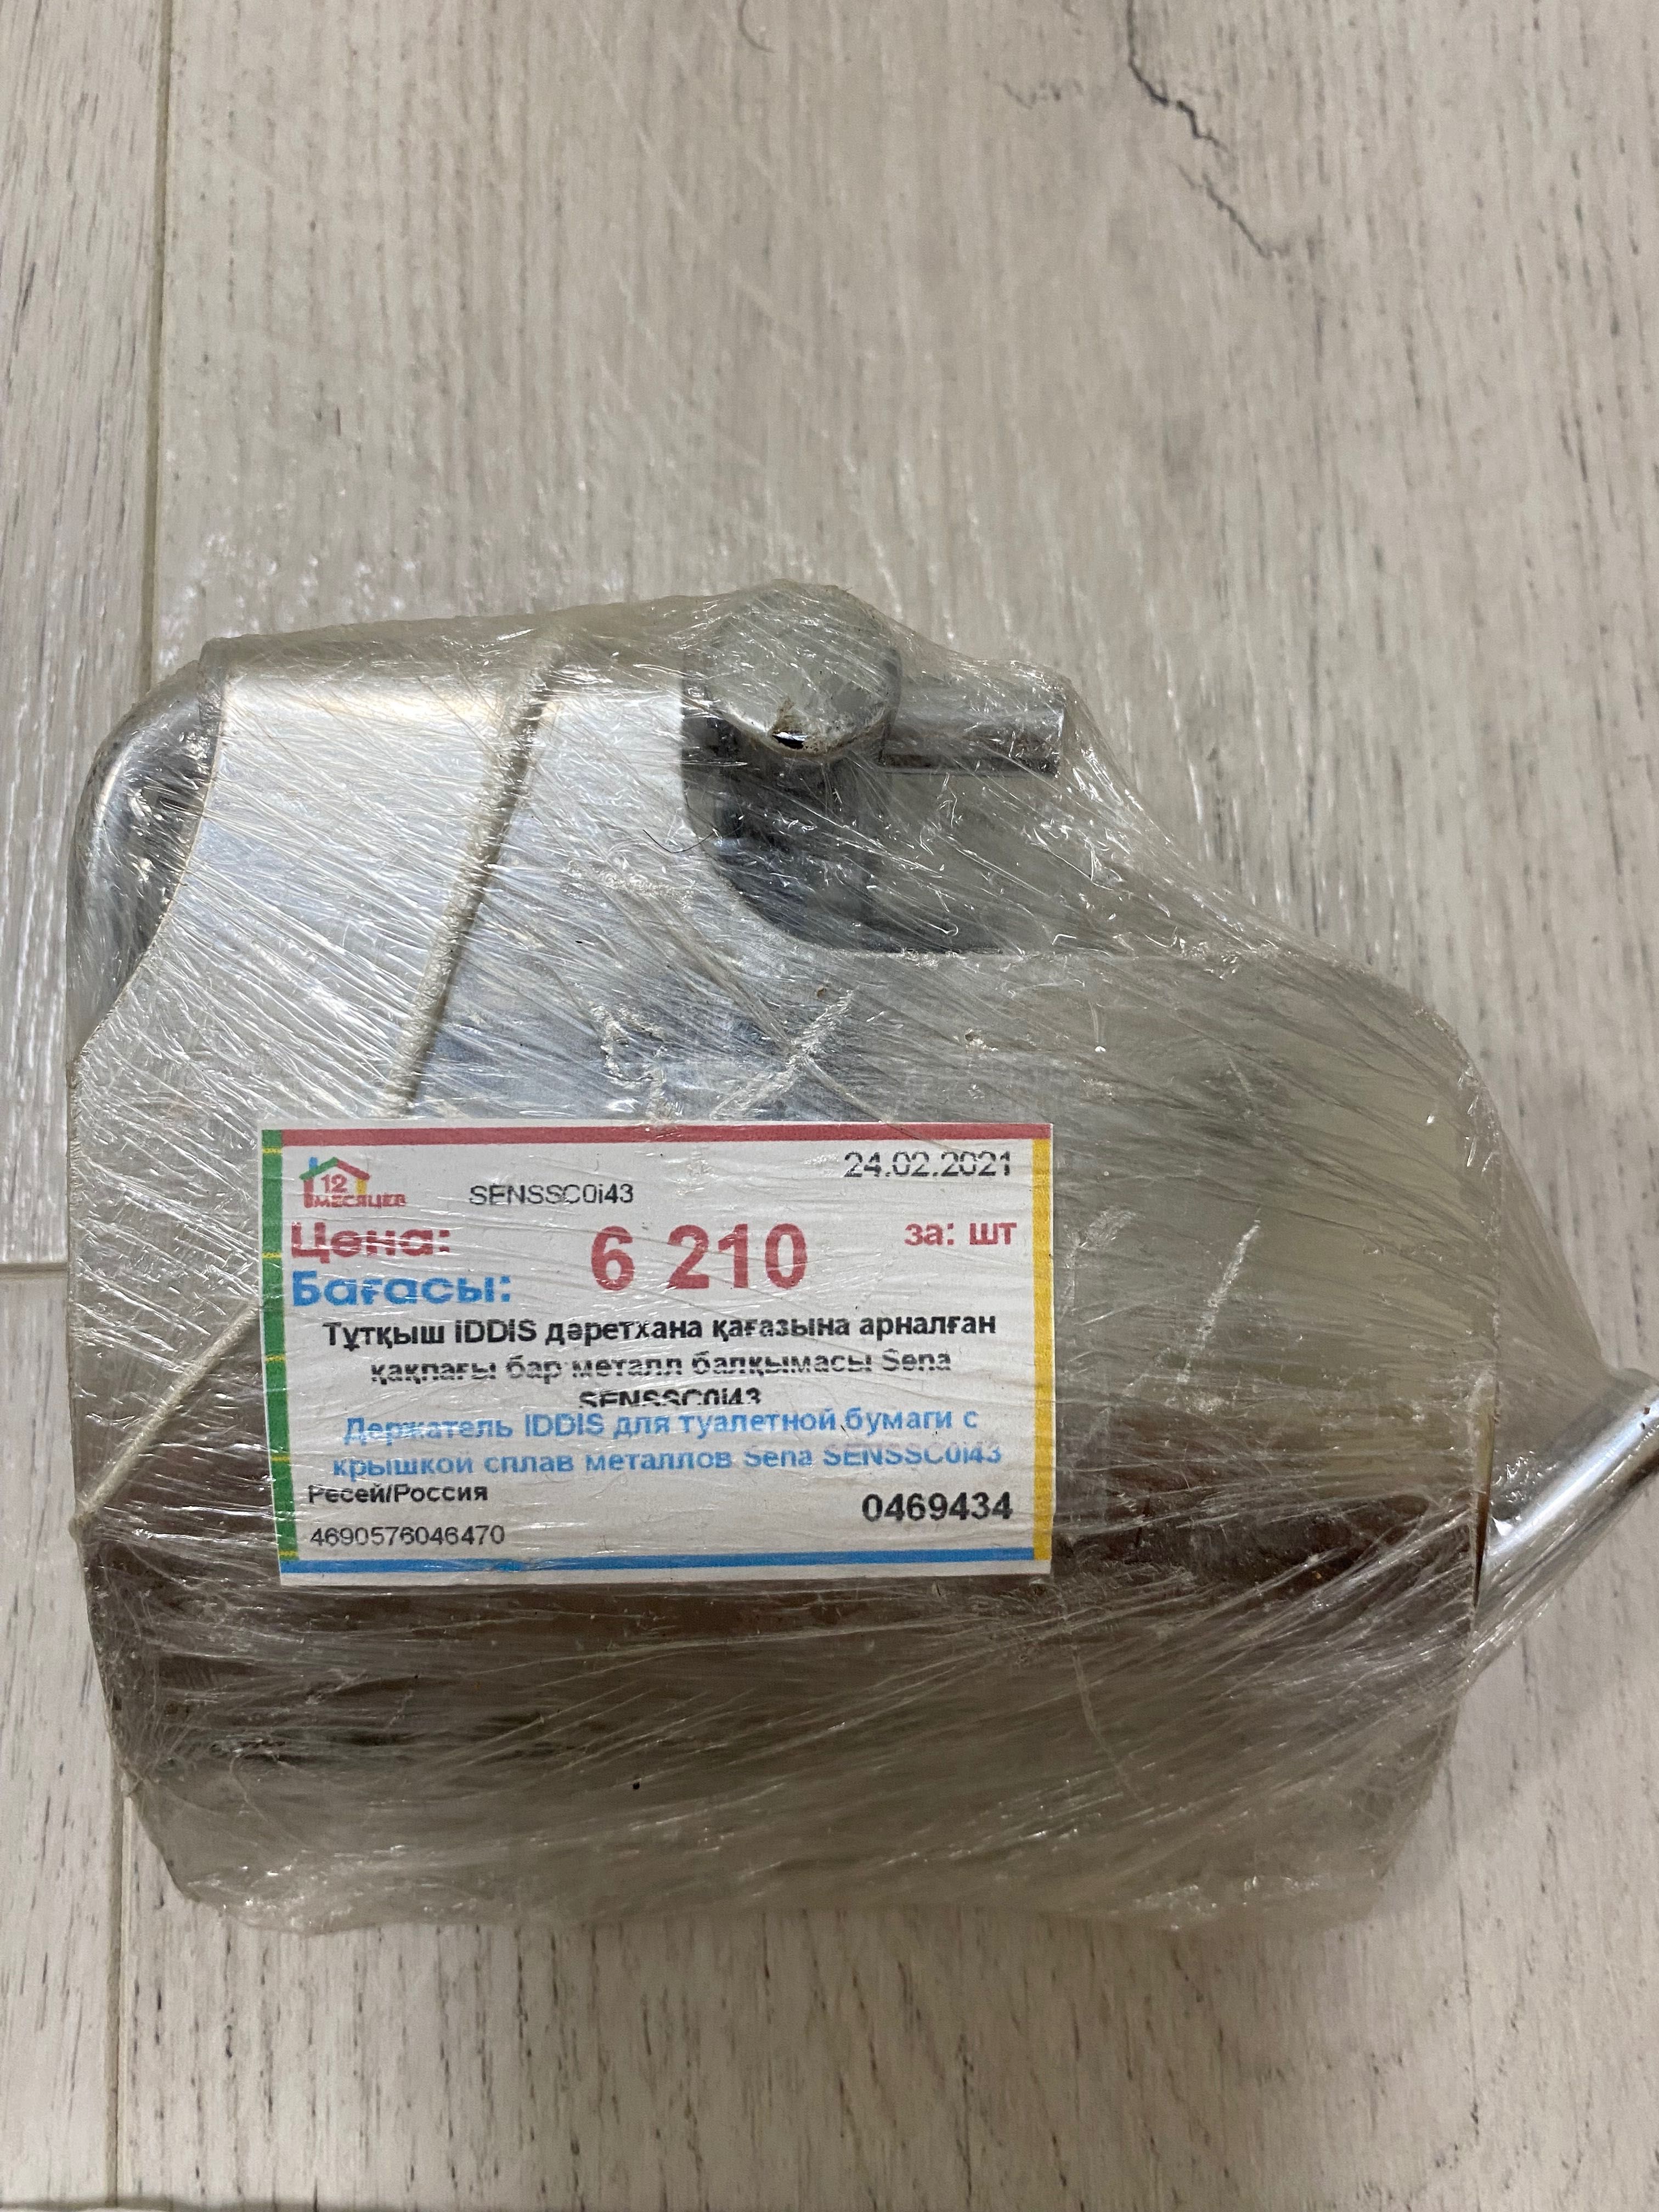 12
МЕСЯЦЕВ
SENSSC0i43
24.02.2021
Цена:
Бағасы:
6 210
за: шт
Тұтқыш IDDIS дәретхана қағазына арналған
қақпағы бар металл балқымасы Sena
SENSSC0i43
Держатель IDDIS для туалетной бумаги с
крышкой сплав металлов Sena SENSSC0i43
Ресей/Россия
0469434
4690576046470